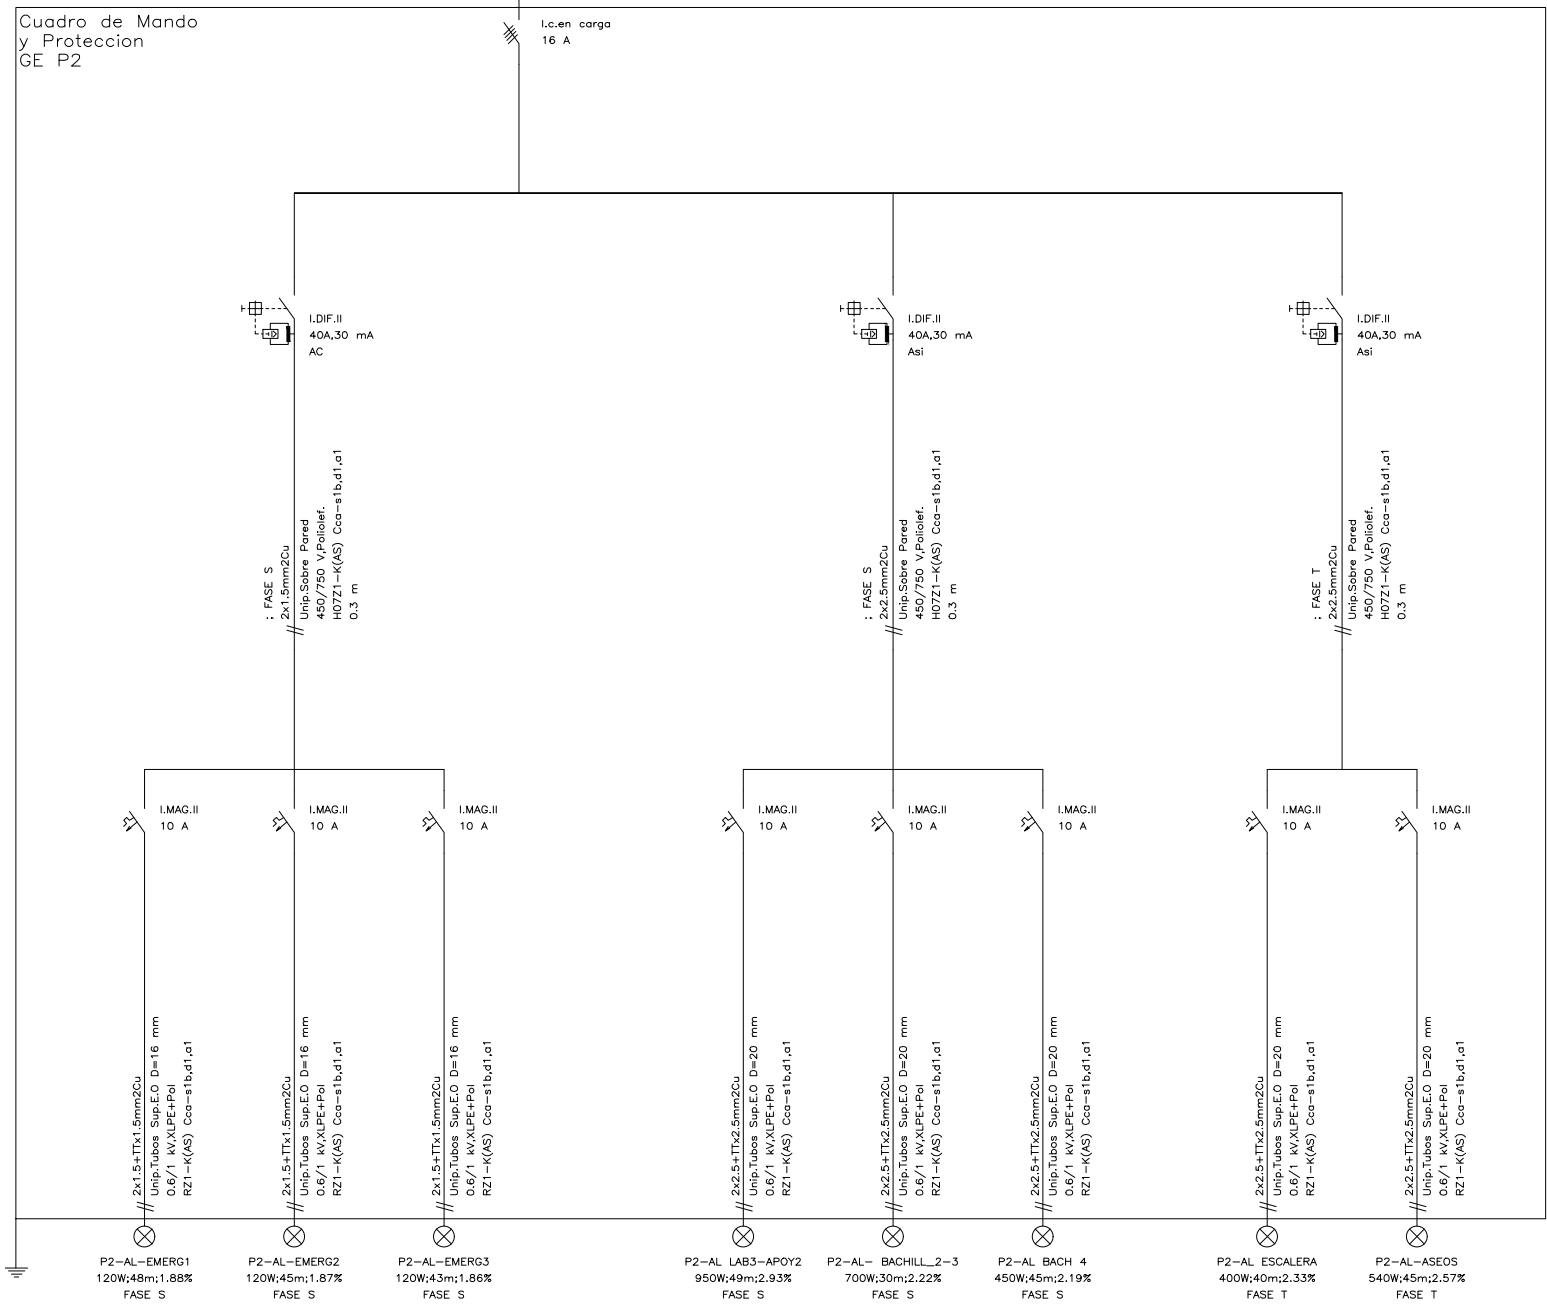 Cuadro de Mando
y Proteccion
GE P2
I.c.en carga
16 A
I.DIF.II
40A,30 mA
AC
I.DIF.II
40A,30 mA
Asi
I.DIF.II
40A,30 mA
Asi
; FASE S
2x1.5mm2Cu
Unip.Sobre Pared
450/750 V,Poliolef.
H07Z1-K(AS) Cca-s1b,d1,a1
0.3 m
; FASE S
2x2.5mm2Cu
Unip.Sobre Pared
450/750 V,Poliolef.
H07Z1-K(AS) Cca-s1b,d1,a1
0.3 m
; FASE T
2x2.5mm2Cu
Unip.Sobre Pared
450/750 V,Poliolef.
H07Z1-K(AS) Cca-s1b,d1,a1
0.3 m
I.MAG.II
10 A
I.MAG.II
10 A
I.MAG.II
10 A
I.MAG.II
10 A
I.MAG.II
10 A
I.MAG.II
10 A
I.MAG.II
10 A
I.MAG.II
10 A
2x1.5+TTx1.5mm2Cu
Unip.Tubos Sup.E.O D=16 mm
0.6/1 kV,XLPE+Pol
RZ1-K(AS) Cca-s1b,d1,a1
2x1.5+TTx1.5mm2Cu
Unip.Tubos Sup.E.O D=16 mm
0.6/1 kV,XLPE+Pol
RZ1-K(AS) Cca-s1b,d1,a1
2x1.5+TTx1.5mm2Cu
Unip.Tubos Sup.E.O D=16 mm
0.6/1 kV,XLPE+Pol
RZ1-K(AS) Cca-s1b,d1,a1
2x2.5+TTx2.5mm2Cu
Unip.Tubos Sup.E.O D=20 mm
0.6/1 kV,XLPE+Pol
RZ1-K(AS) Cca-s1b,d1,a1
2x2.5+TTx2.5mm2Cu
Unip.Tubos Sup.E.O D=20 mm
0.6/1 kV,XLPE+Pol
RZ1-K(AS) Cca-s1b,d1,a1
2x2.5+TTx2.5mm2Cu
Unip.Tubos Sup.E.O D=20 mm
0.6/1 kV,XLPE+Pol
RZ1-K(AS) Cca-s1b,d1,a1
2x2.5+TTx2.5mm2Cu
Unip.Tubos Sup.E.O D=20 mm
0.6/1 kV,XLPE+Pol
RZ1-K(AS) Cca-s1b,d1,a1
2x2.5+TTx2.5mm2Cu
Unip.Tubos Sup.E.O D=20 mm
0.6/1 kV,XLPE+Pol
RZ1-K(AS) Cca-s1b,d1,a1
P2-AL-EMERG1
120W;48m;1.88%
FASE S
P2-AL-EMERG2
120W;45m;1.87%
FASE S
P2-AL-EMERG3
120W;43m;1.86%
FASE S
P2-AL LAB3-APOY2
950W;49m;2.93%
FASE S
P2-AL- BACHILL_2-3
700W;30m;2.22%
FASE S
P2-AL BACH 4
450W;45m;2.19%
FASE S
P2-AL ESCALERA
400W;40m;2.33%
FASE T
P2-AL-ASEOS
540W;45m;2.57%
FASE T